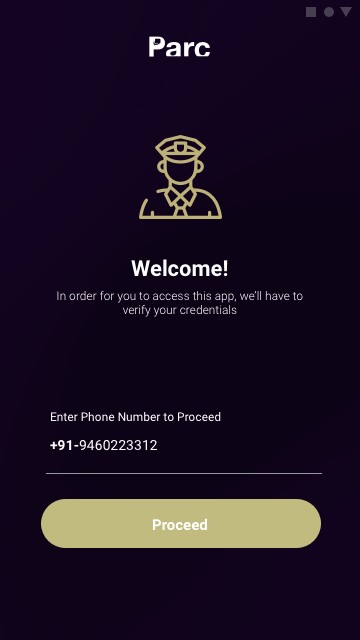 Parc
Welcome!
In order for you to access this app, we'll have to
verify your credentials
Enter Phone Number to Proceed
+91-9460223312
Proceed